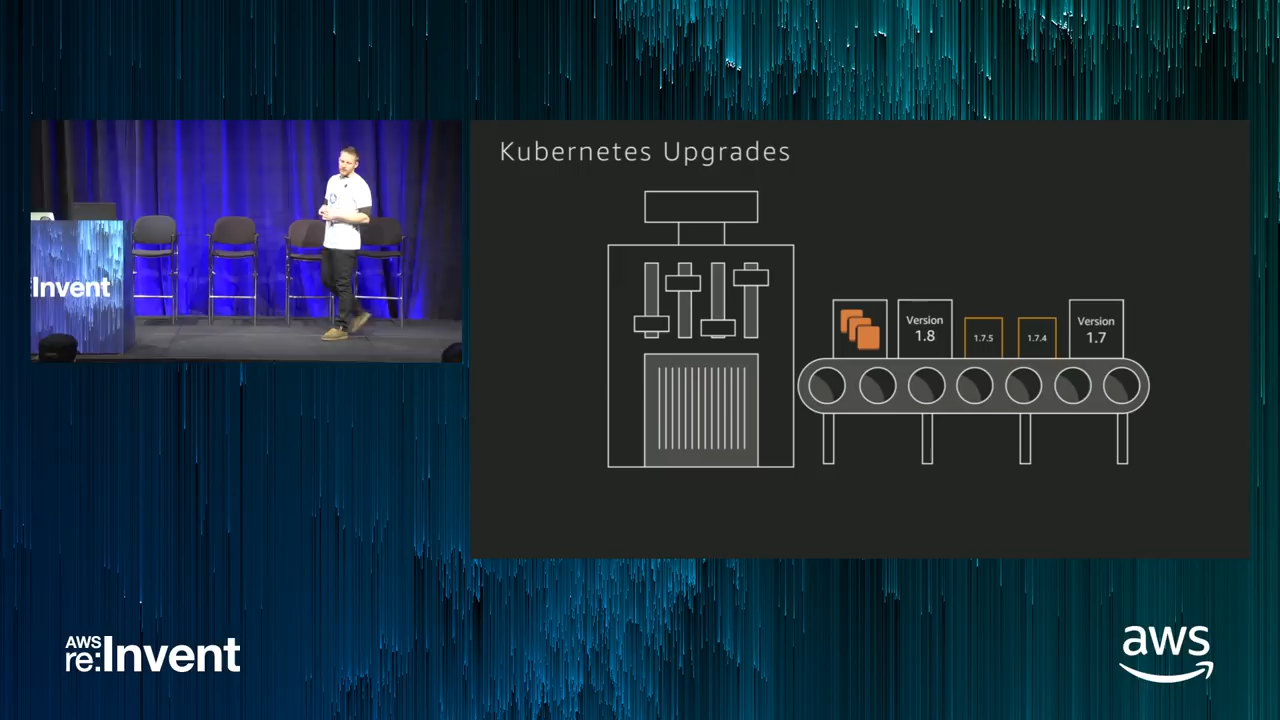 Kubernetes Upgrades
Version
1.8
1.7.5
1.7.4
Version
1.7
:Invent
AWS
re:Invent
aws